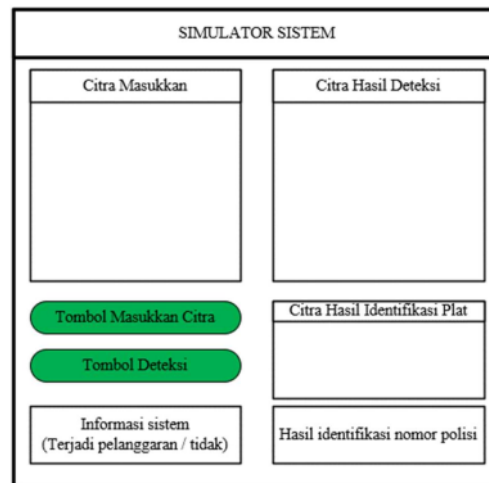 SIMULATOR SISTEM
Citra Masukkan
Citra Hasil Deteksi
Tombol Masukkan Citra
Tombol Deteksi
Citra Hasil Identifikasi Plat
Informasi sistem
(Terjadi pelanggaran / tidak)
Hasil identifikasi nomor polisi